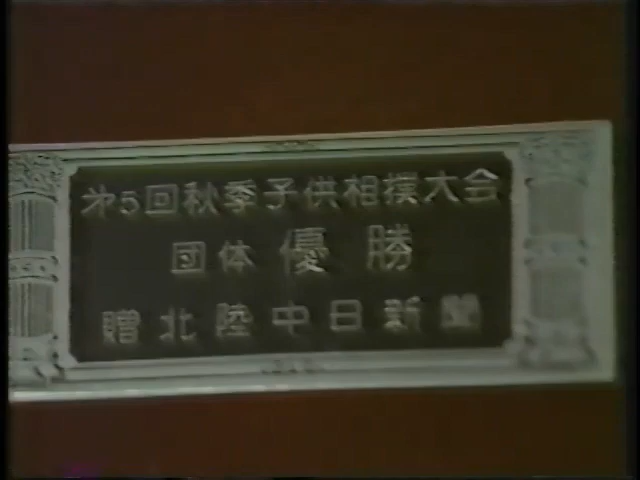 第5回秋季子供相撲大会
団体 優勝
贈 北陸中日新聞